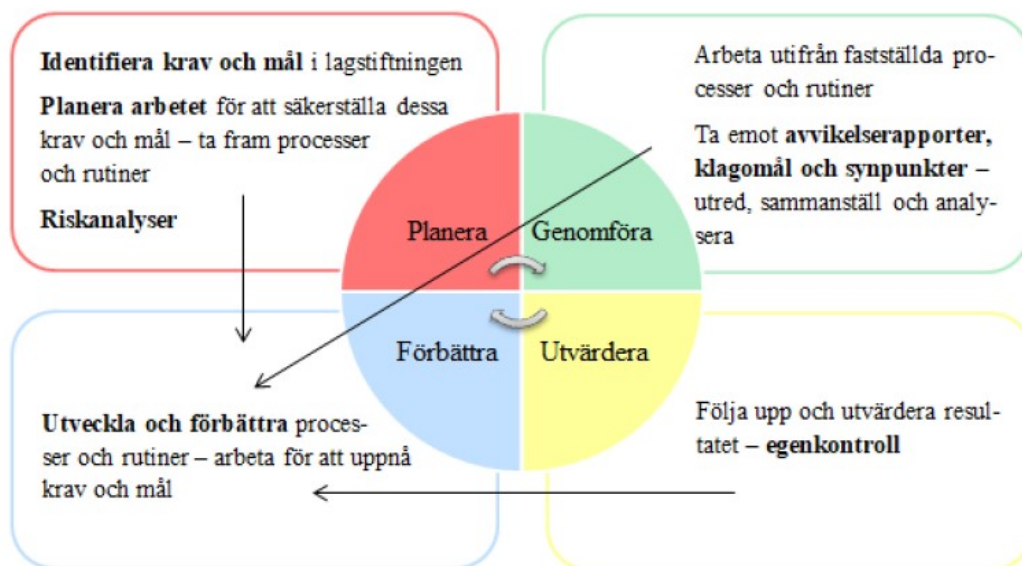 Identifiera krav och mål i lagstiftningen
Planera arbetet för att säkerställa dessa
krav och mål – ta fram processer
och rutiner
Riskanalyser
Arbeta utifrån fastställda pro-
cesser och rutiner
Ta emot avvikelserapporter,
klagomål och synpunkter –
utred, sammanställ och analy-
sera
Planera
Genomföra
Förbättra
Utvärdera
Utveckla och förbättra proces-
ser och rutiner – arbeta för att uppnå
krav och mål
Följa upp och utvärdera resul-
tatet – egenkontroll